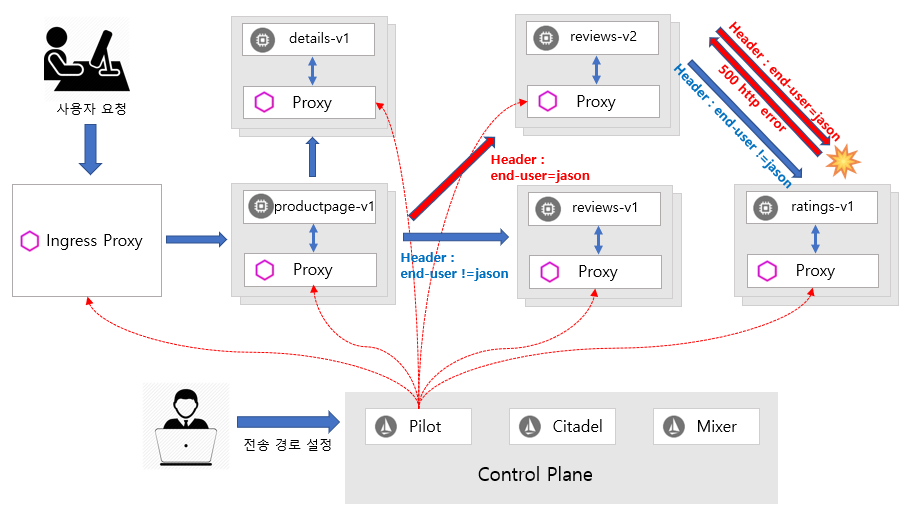 사용자 요청
details-v1
Proxy
reviews-v2
Proxy
Header : end-user=jason
500 http error
Header : end-user !=jason
Ingress Proxy
productpage-v1
Proxy
Header :
end-user=jason
Header :
end-user !=jason
reviews-v1
Proxy
ratings-v1
Proxy
전송 경로 설정
Pilot
Citadel
Mixer
Control Plane